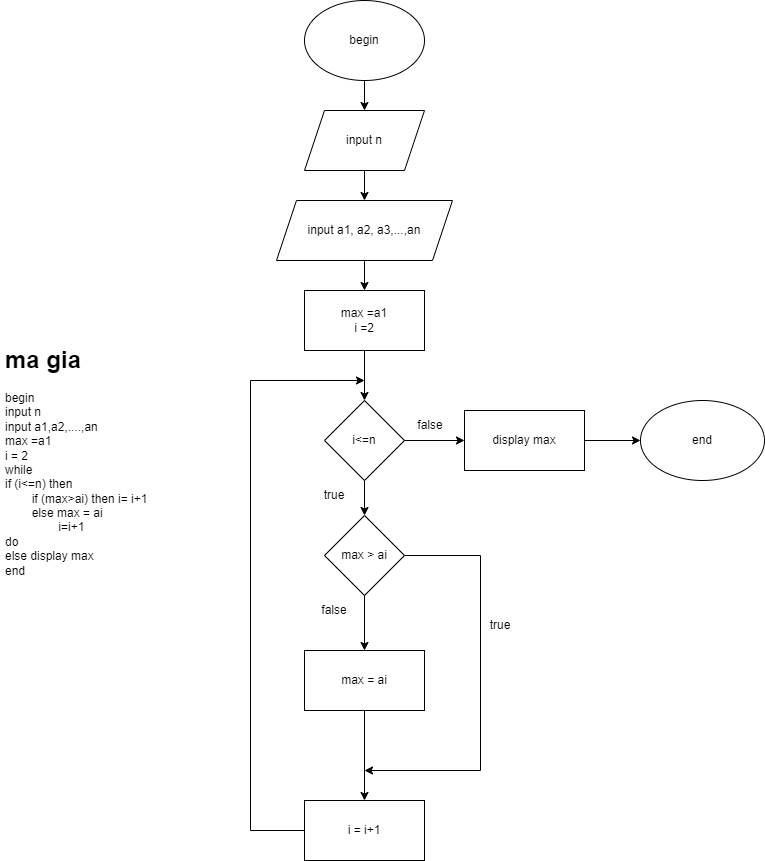 begin
input n
input a1, a2, a3,...,an
max =a1
i =2
i<=n
false
display max
end
true
max > ai
false
true
max = ai
i = i+1
ma gia
begin
input n
input a1,a2,....,an
max =a1
i = 2
while
if (i<=n) then
if (max>ai) then i= i+1
else max = ai
i=i+1
do
else display max
end